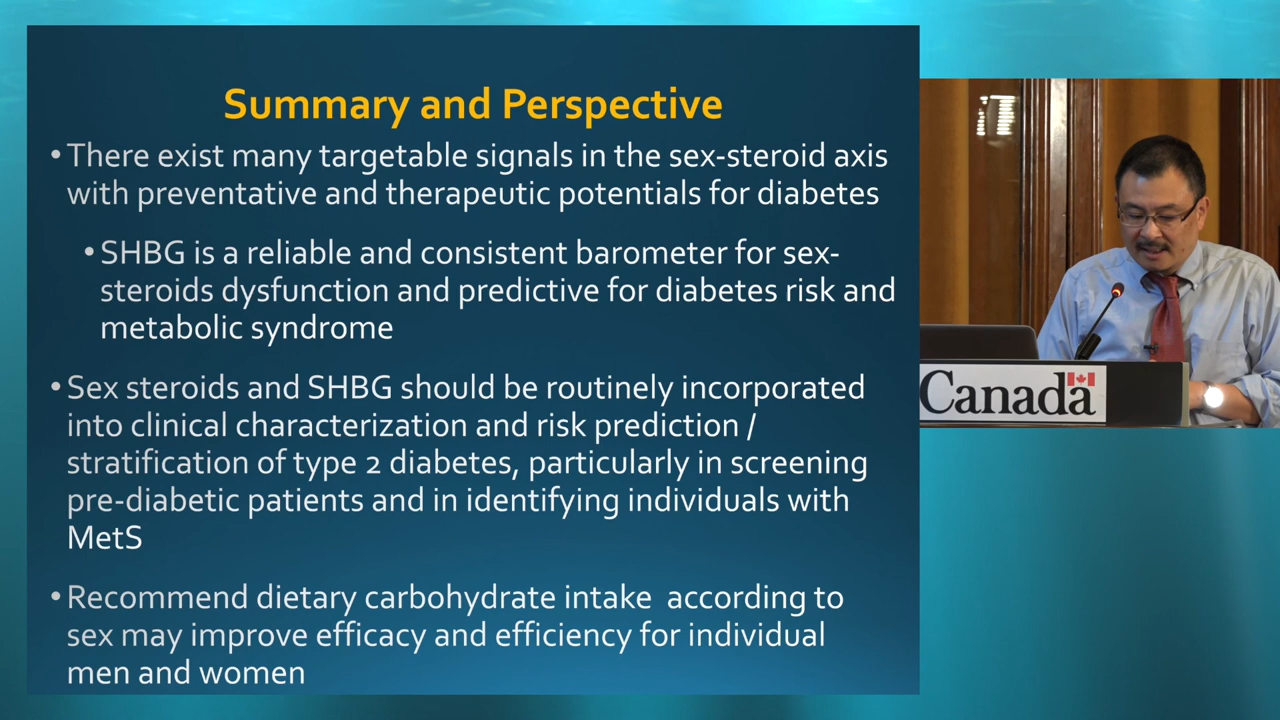 Summary and Perspective
• There exist many targetable signals in the sex-steroid axis
with preventative and therapeutic potentials for diabetes
• SHBG is a reliable and consistent barometer for sex-
steroids dysfunction and predictive for diabetes risk and
metabolic syndrome
• Sex steroids and SHBG should be routinely incorporated
into clinical characterization and risk prediction /
stratification of type 2 diabetes, particularly in screening
pre-diabetic patients and in identifying individuals with
MetS
• Recommend dietary carbohydrate intake  according to
sex may improve efficacy and efficiency for individual
men and women
Canada